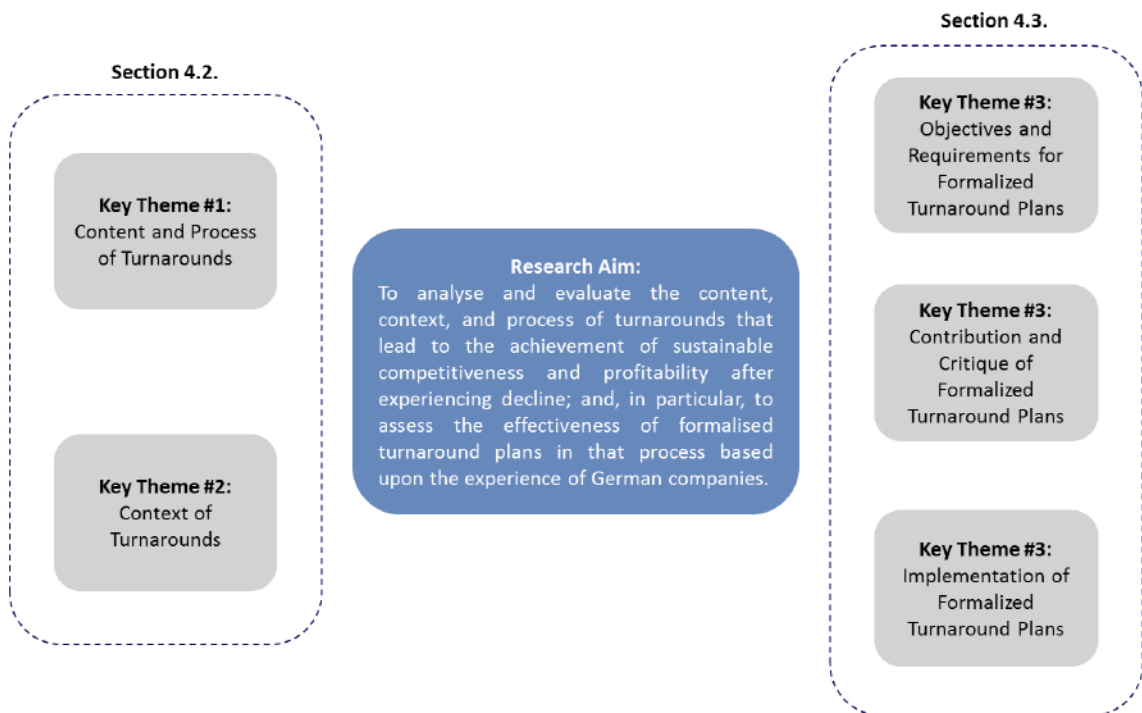 Section 4.2.
Key Theme #1:
Content and Process
of Turnarounds
Key Theme #2:
Context of
Turnarounds
Research Aim:
To analyse and evaluate the content,
context, and process of turnarounds that
lead to the achievement of sustainable
competitiveness and profitability after
experiencing decline; and, in particular, to
assess the effectiveness of formalised
turnaround plans in that process based
upon the experience of German companies.
Section 4.3.
Key Theme #3:
Objectives and
Requirements for
Formalized
Turnaround Plans
Key Theme #3:
Contribution and
Critique of
Formalized
Turnaround Plans
Key Theme #3:
Implementation of
Formalized
Turnaround Plans